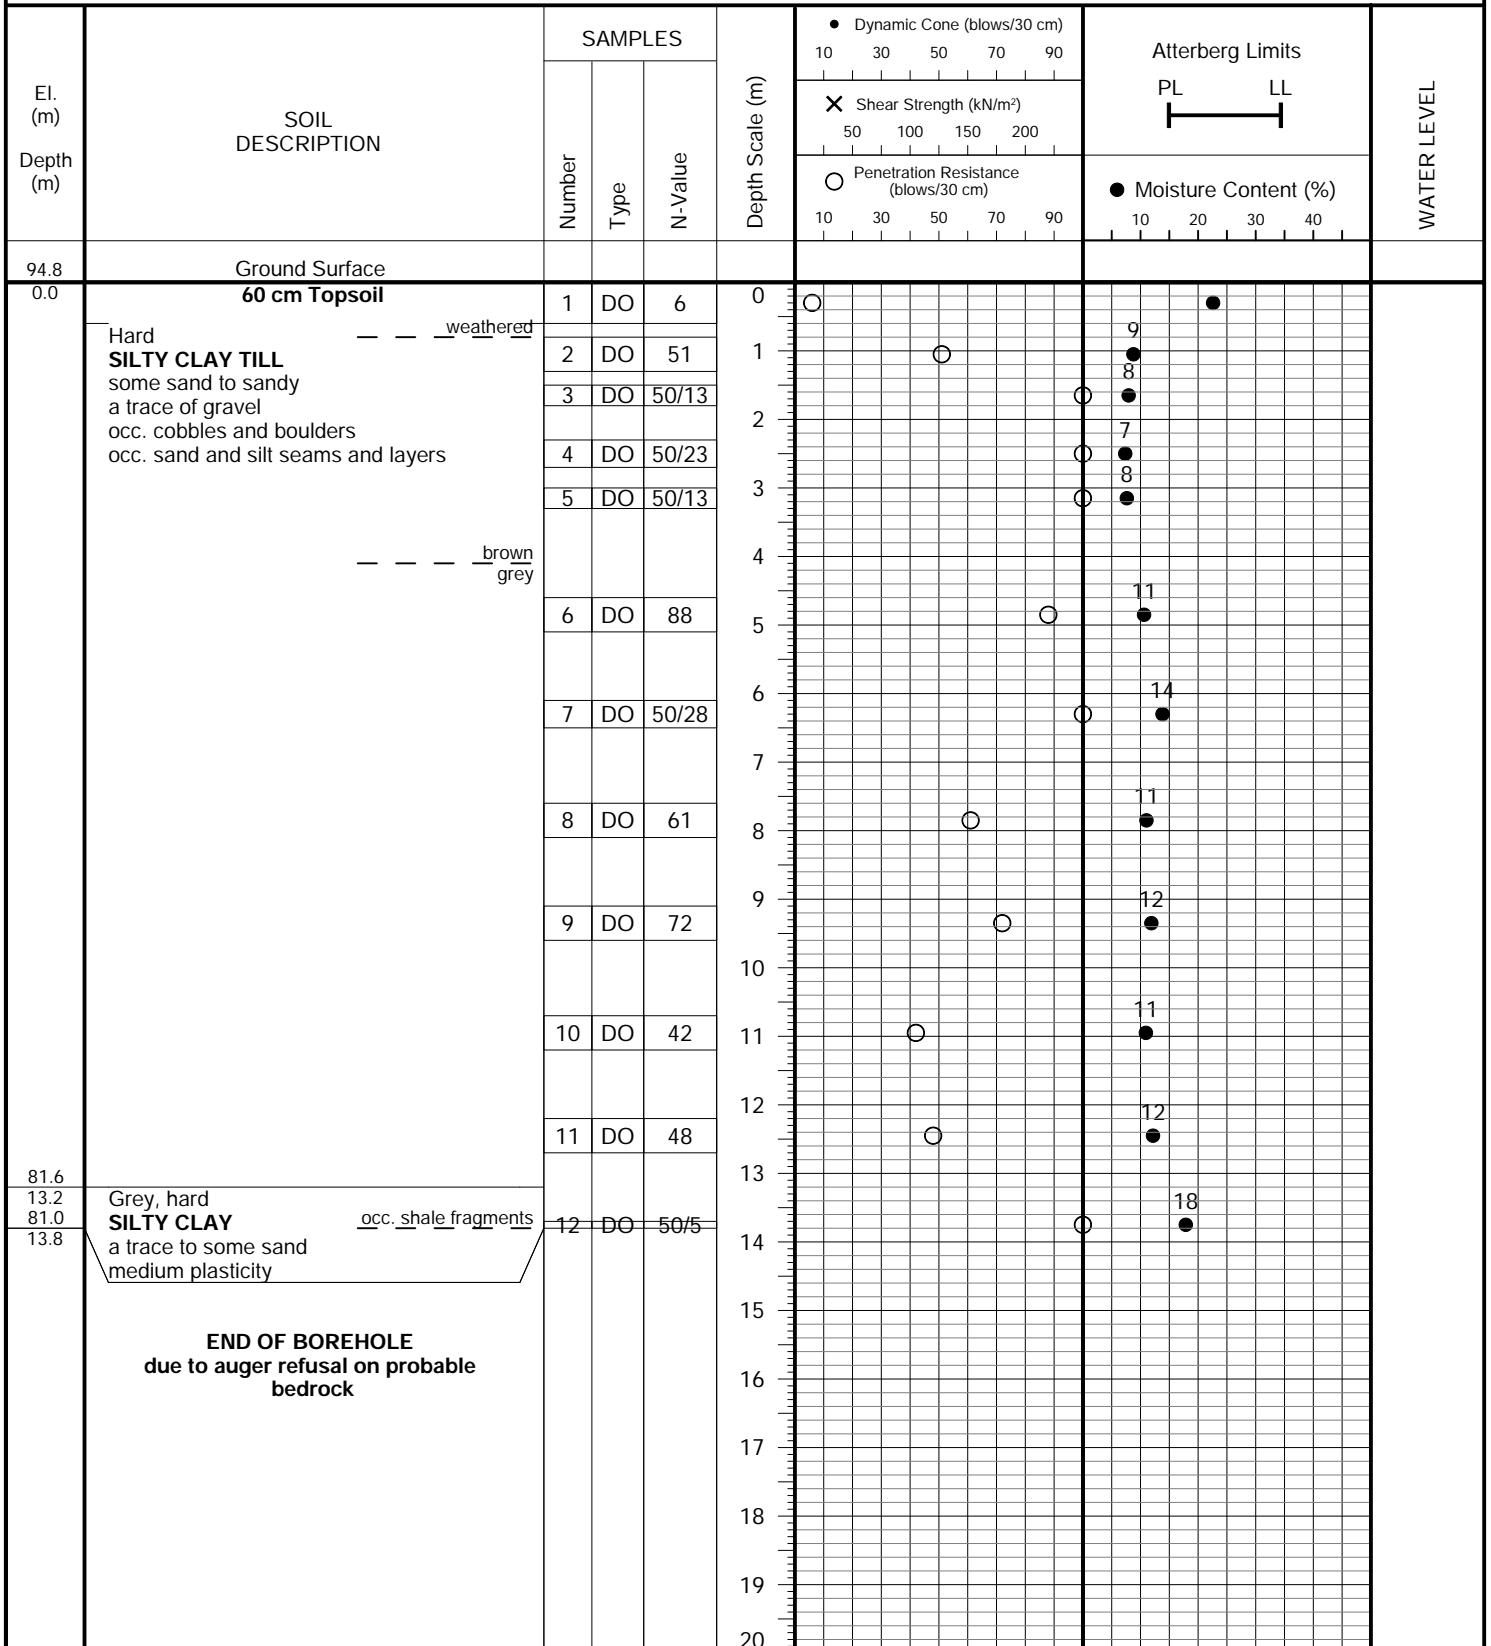 El.
(m)
Depth
(m)
SOIL
DESCRIPTION
SAMPLES
Number
Type
N-Value
Depth Scale (m)
Dynamic Cone (blows/30 cm)
10 30 50 70 90
Shear Strength (kN/m²)
50 100 150 200
Penetration Resistance
(blows/30 cm)
10 30 50 70 90
Atterberg Limits
PL LL
Moisture Content (%)
10 20 30 40
WATER LEVEL
94.8 Ground Surface
0.0 60 cm Topsoil
1 DO 6
0
weathered
Hard
SILTY CLAY TILL
some sand to sandy
a trace of gravel
occ. cobbles and boulders
occ. sand and silt seams and layers
9
2 DO 51
1
8
3 DO 50/13
2
7
4 DO 50/23
8
3
5 DO 50/13
brown
grey
4
11
6 DO 88
5
14
6
7 DO 50/28
7
11
8 DO 61
8
9
12
9 DO 72
10
11
10 DO 42
11
12
12
11 DO 48
13
81.6
13.2
81.0
13.8
Grey, hard
SILTY CLAY
occ. shale fragments
a trace to some sand
medium plasticity
18
12 DO 50/5
14
15
END OF BOREHOLE
due to auger refusal on probable
bedrock
16
17
18
19
20